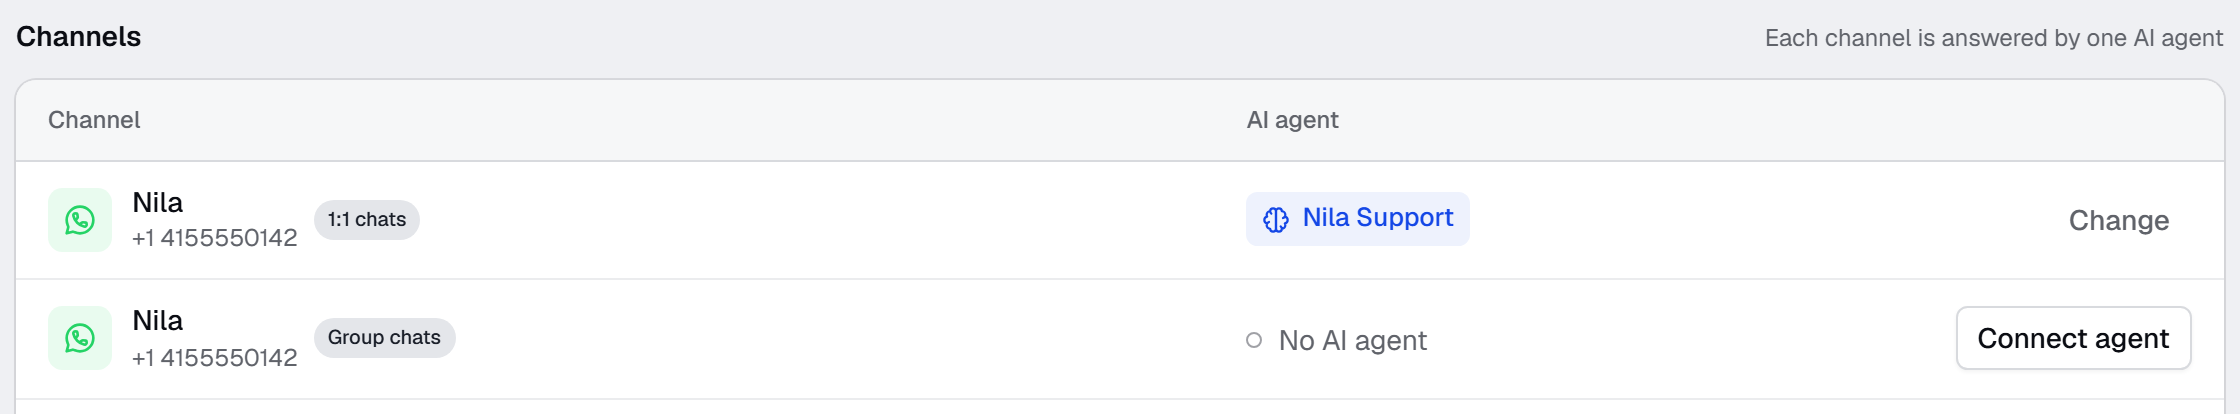 Channels
Each channel is answered by one AI agent
Channel
AI agent
Nila
+1 4155550142
1:1 chats
Nila Support
Change
Nila
+1 4155550142
Group chats
No AI agent
Connect agent